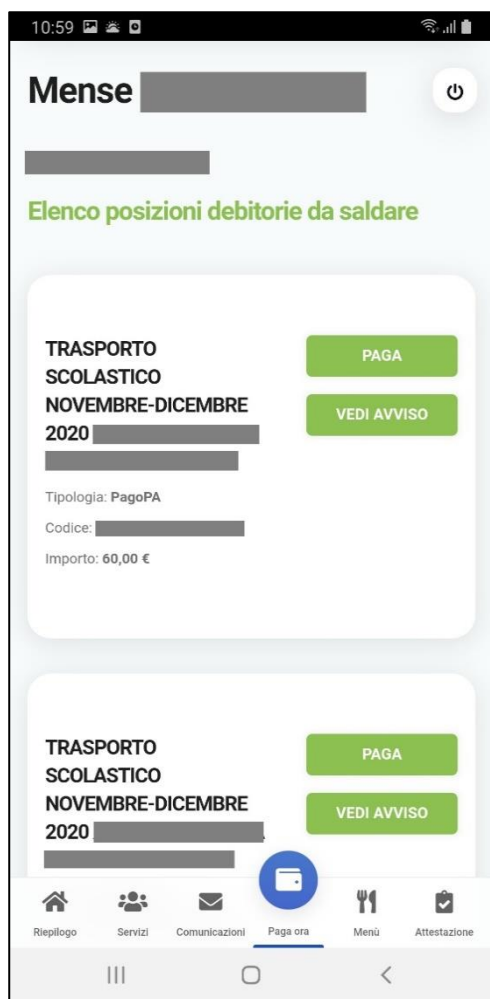 10:59
Mense
Elenco posizioni debitorie da saldare
TRASPORTO
SCOLASTICO
NOVEMBRE-DICEMBRE
2020
PAGA
VEDI AVVISO
Tipologia: PagoPA
Codice:
Importo: 60,00 €
TRASPORTO
SCOLASTICO
NOVEMBRE-DICEMBRE
2020
PAGA
VEDI AVVISO
Riepilogo Servizi Comunicazioni Paga ora Menù Attestazione